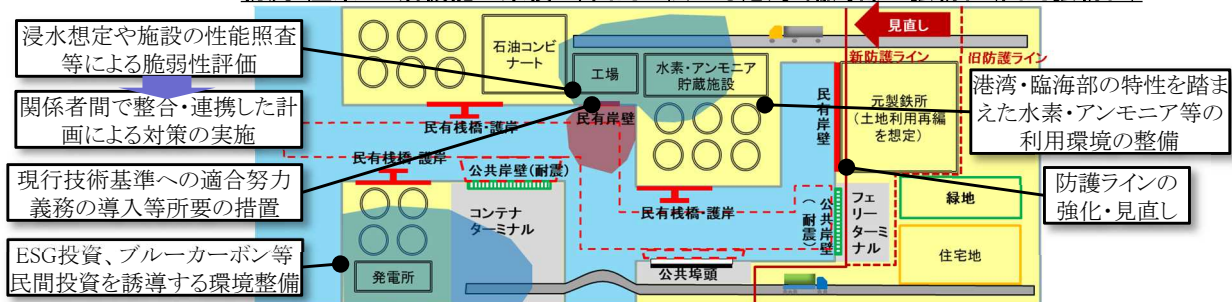 浸水想定や施設の性能照査
等による脆弱性評価
関係者間で整合・連携した計
画による対策の実施
現行技術基準への適合努力
義務の導入等所要の措置
ESG投資、ブルーカーボン等
民間投資を誘導する環境整備
石油コンビ
ナート
工場
水素・アンモニア
貯蔵施設
見直し
新防護ライン
旧防護ライン
民有岸壁
元製鉄所
(土地利用再編
を想定)
港湾・臨海部の特性を踏ま
えた水素・アンモニア等の
利用環境の整備
民有桟橋・護岸
民有岸壁
民有桟橋・護岸
公共岸壁(耐震)
コンテナ
ターミナル
民有桟橋・護岸
公共岸壁
(耐震)
フェ
リーター
ミナル
防護ラインの
強化・見直し
緑地
住宅地
発電所
公共埠頭